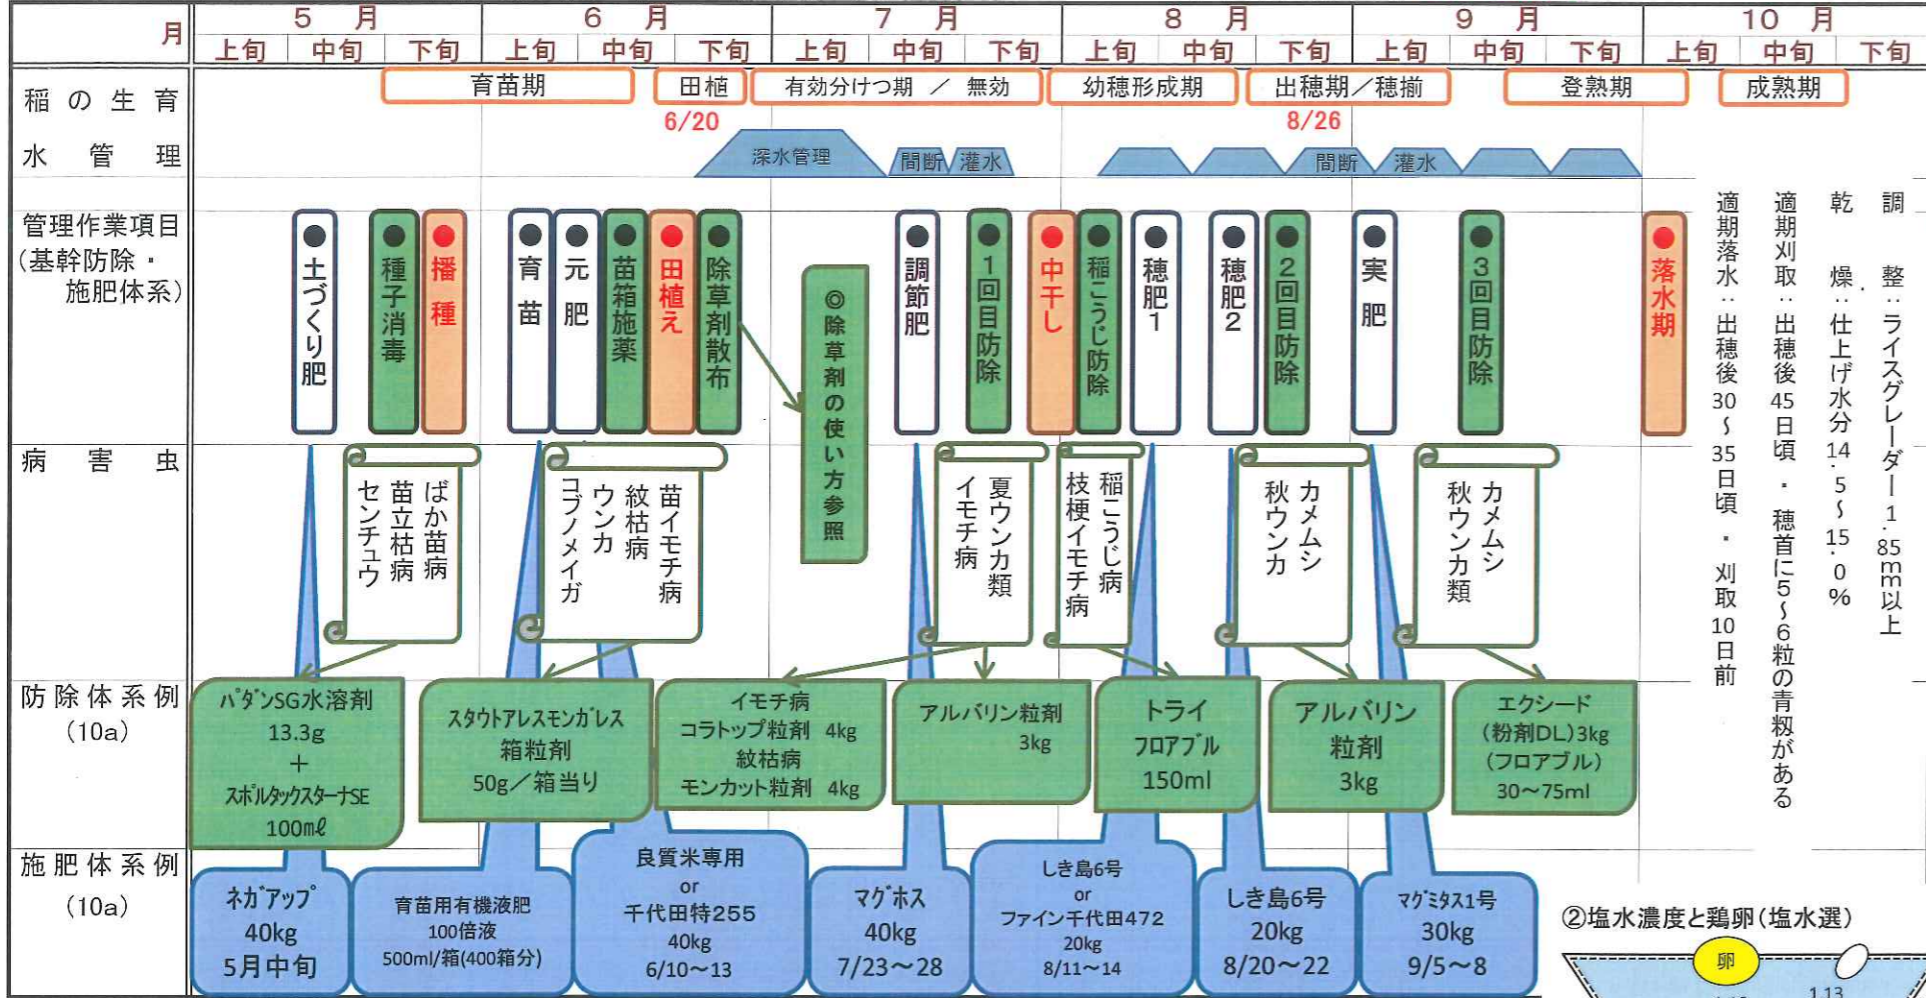 月
5 月
6 月
7 月
8 月
9 月
10 月
上旬 中旬 下旬 上旬 中旬 下旬 上旬 中旬 下旬 上旬 中旬 下旬 上旬 中旬 下旬 上旬 中旬 下旬
稲の生育
育苗期
田植
有効分けつ期 / 無効
幼穂形成期
出穂期/穂揃
登熟期
成熟期
6/20
8/26
水管理
深水管理
間断
灌水
間断
灌水
管理作業項目
(基幹防除・
施肥体系)
●土づくり肥
●種子消毒
●播種
●育苗
●元肥
●苗箱施薬
●田植え
●除草剤散布
◎除草剤の使い方参照
●調節肥
●1回目防除
●中干し
●稲こうじ防除
●穂肥1
●穂肥2
●2回目防除
●実肥
●3回目防除
●落水期
調整:ライスグレーダー1.85mm以上
乾燥:仕上げ水分14.5~15.0%
適期刈取:出穂後45日頃・穂首に5~6粒の青籾がある
適期落水:出穂後30~35日頃・刈取10日前
病害虫
ばか苗病
苗立枯病
センチュウ
苗イモチ病
紋枯病
ウンカ
コブノメイガ
夏ウンカ類
イモチ病
稲こうじ病
枝梗イモチ病
カメムシ
秋ウンカ
カメムシ
秋ウンカ類
防除体系例
(10a)
パダンSG水溶剤
13.3g
+
スポルタックスターナSE
100mℓ
スタウトアレスモンガレス
箱粒剤
50g/箱当り
イモチ病
コラトップ粒剤 4kg
紋枯病
モンカット粒剤 4kg
アルバリン粒剤
3kg
トライ
フロアブル
150ml
アルバリン
粒剤
3kg
エクシード
(粉剤DL)3kg
(フロアブル)
30~75ml
施肥体系例
(10a)
ネガアップ
40kg
5月中旬
育苗用有機液肥
100倍液
500ml/箱(400箱分)
良質米専用
or
千代田特255
40kg
6/10~13
マグホス
40kg
7/23~28
しき島6号
or
ファイン千代田472
20kg
8/11~14
しき島6号
20kg
8/20~22
マグミタス1号
30kg
9/5~8
②塩水濃度と鶏卵(塩水選)
卵
1.13